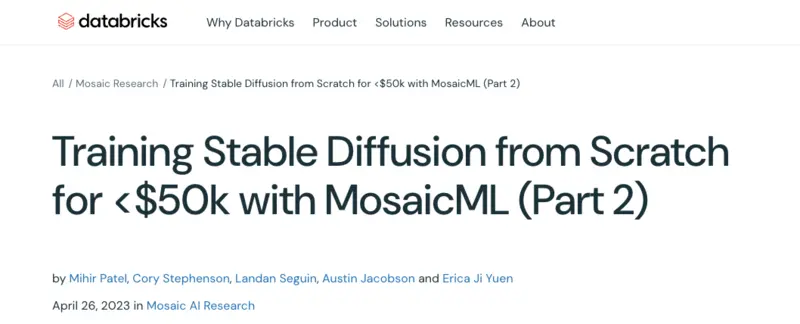 databricks Why Databricks Product Solutions Resources About
All / Mosaic Research / Training Stable Diffusion from Scratch for <$50k with MosaicML (Part 2)
Training Stable Diffusion from Scratch
for <$50k with MosaicML (Part 2)
by Mihir Patel, Cory Stephenson, Landan Seguin, Austin Jacobson and Erica Ji Yuen
April 26, 2023 in Mosaic AI Research